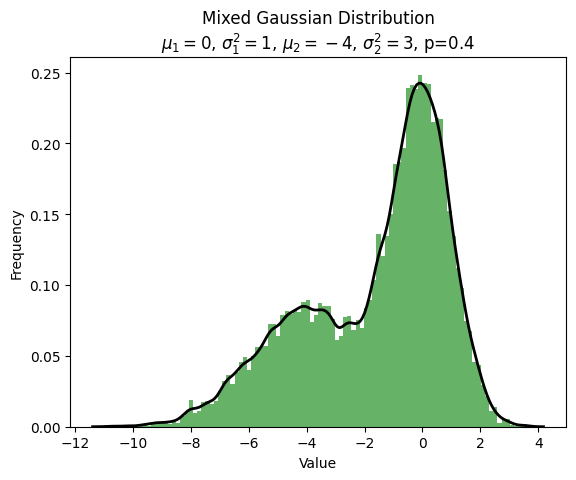 Mixed Gaussian Distribution
μ₁ = 0, σ₁² = 1, μ₂ = −4, σ₂² = 3, p=0.4
Frequency
0.25
0.20
0.15
0.10
0.05
0.00
−12 −10 −8 −6 −4 −2 0 2 4
Value